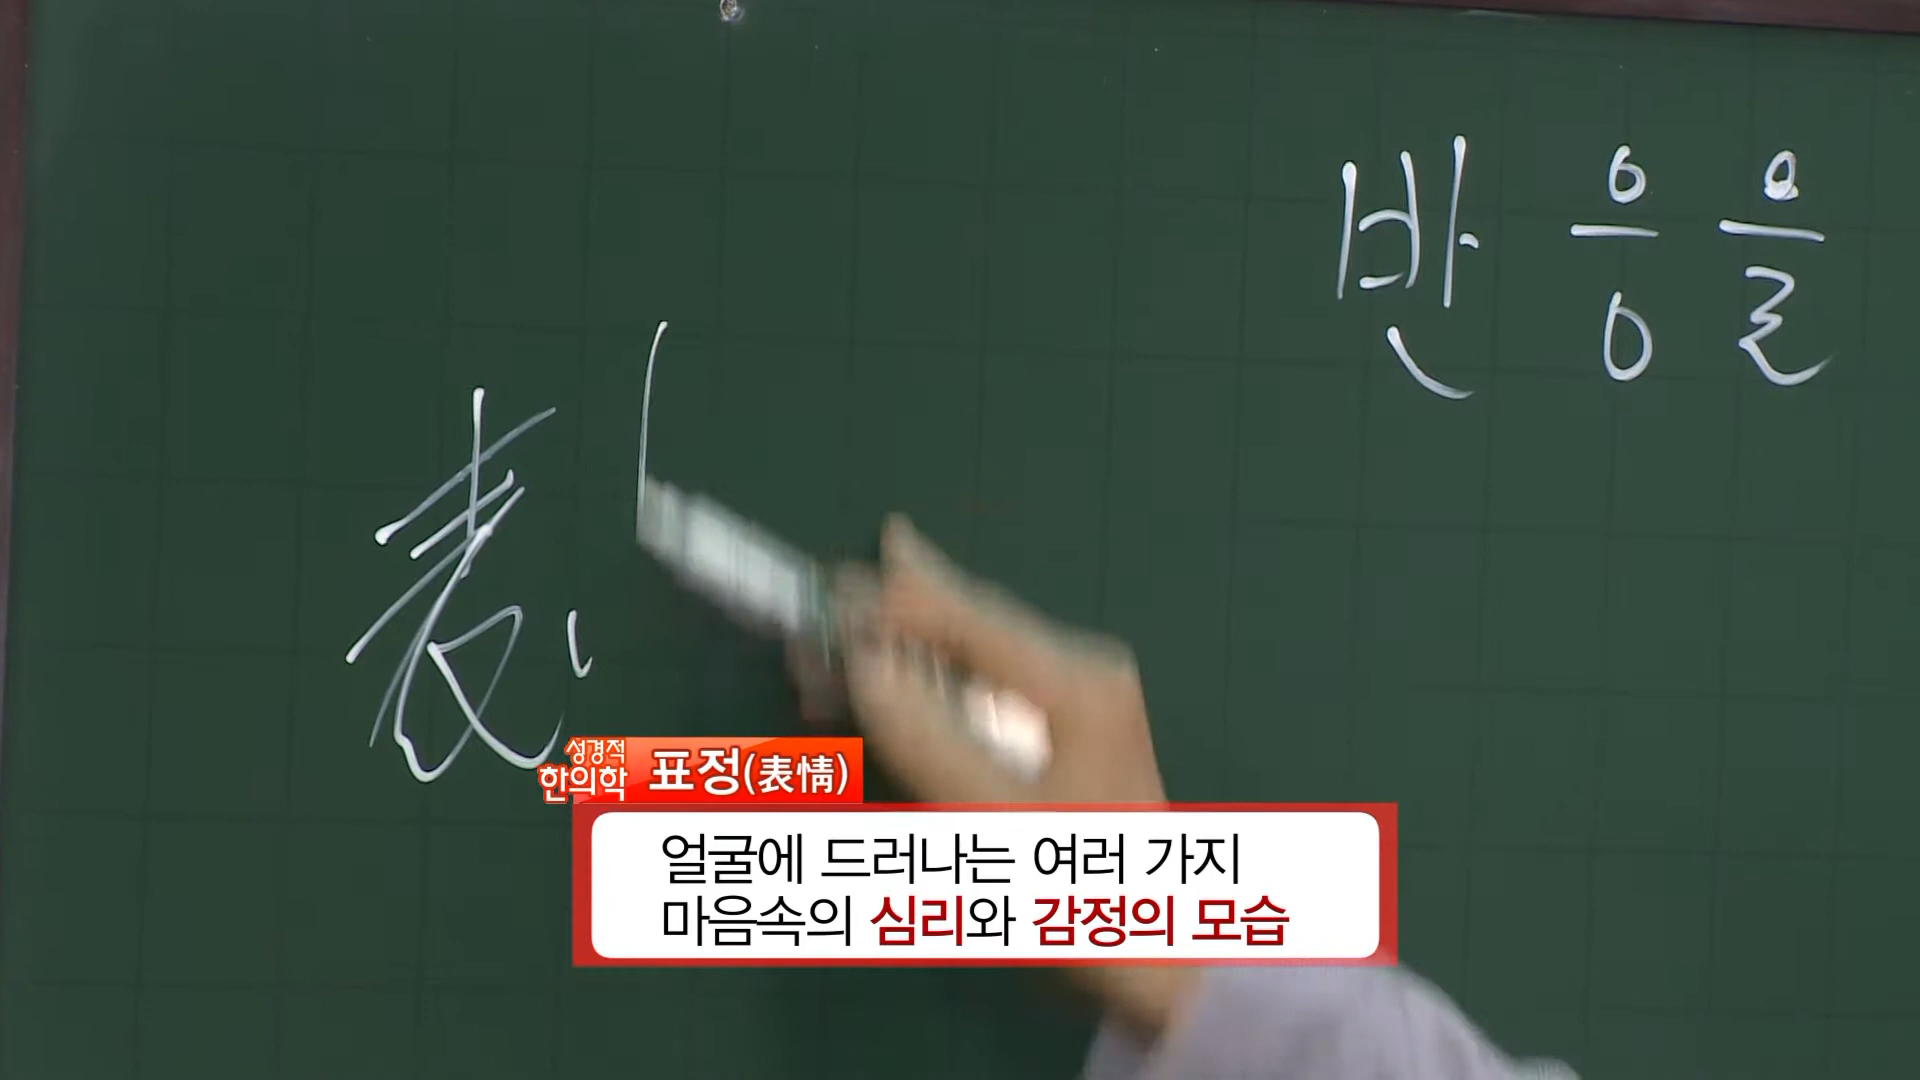 반 응 을
表
성경적
한의학
표정(表情)
얼굴에 드러나는 여러 가지
마음속의 심리와 감정의 모습